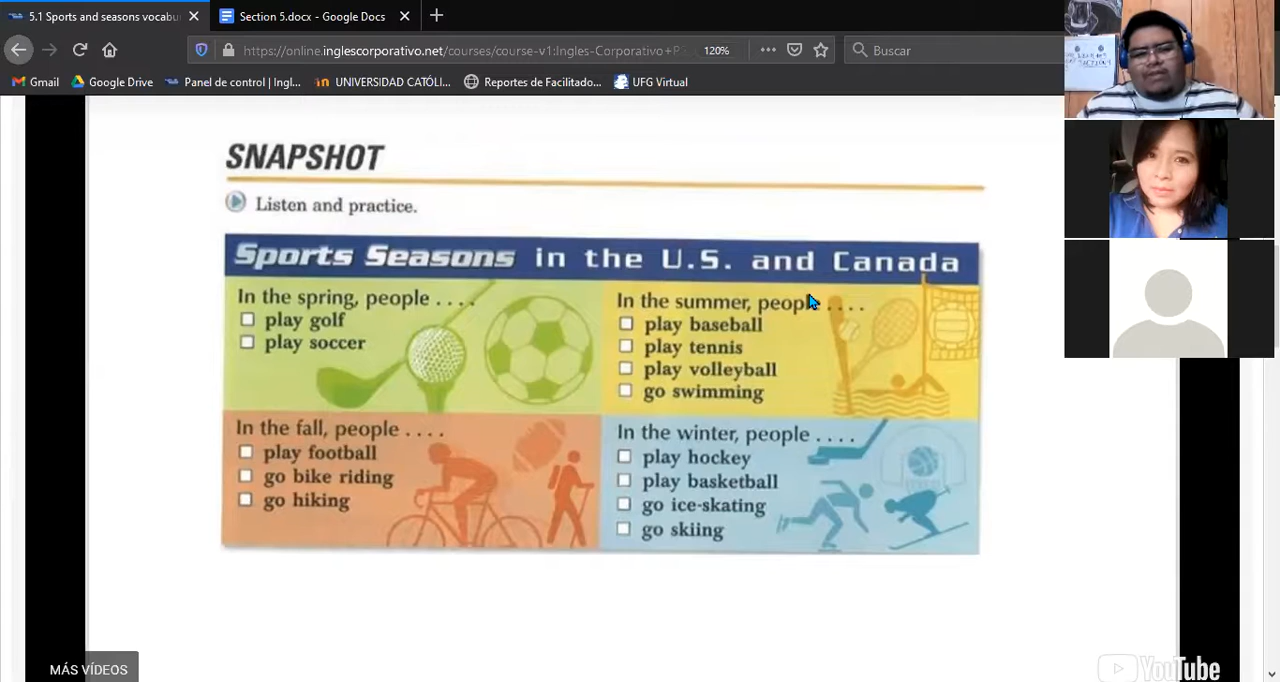 5.1 Sports and seasons vocabu
Section 5.docx - Google Docs
https://online.inglescorporativo.net/courses/course-v1:Ingles-Corporativo+P
120%
Buscar
Gmail
Google Drive
Panel de control | Ingl...
UNIVERSIDAD CATÓLI...
Reportes de Facilitado...
UFG Virtual
SNAPSHOT
Listen and practice.
Sports Seasons in the U.S. and Canada
In the spring, people . . . .
play golf
play soccer
In the summer, people . . . .
play baseball
play tennis
play volleyball
go swimming
In the fall, people . . . .
play football
go bike riding
go hiking
In the winter, people . . . .
play hockey
play basketball
go ice-skating
go skiing
MÁS VÍDEOS
YouTube